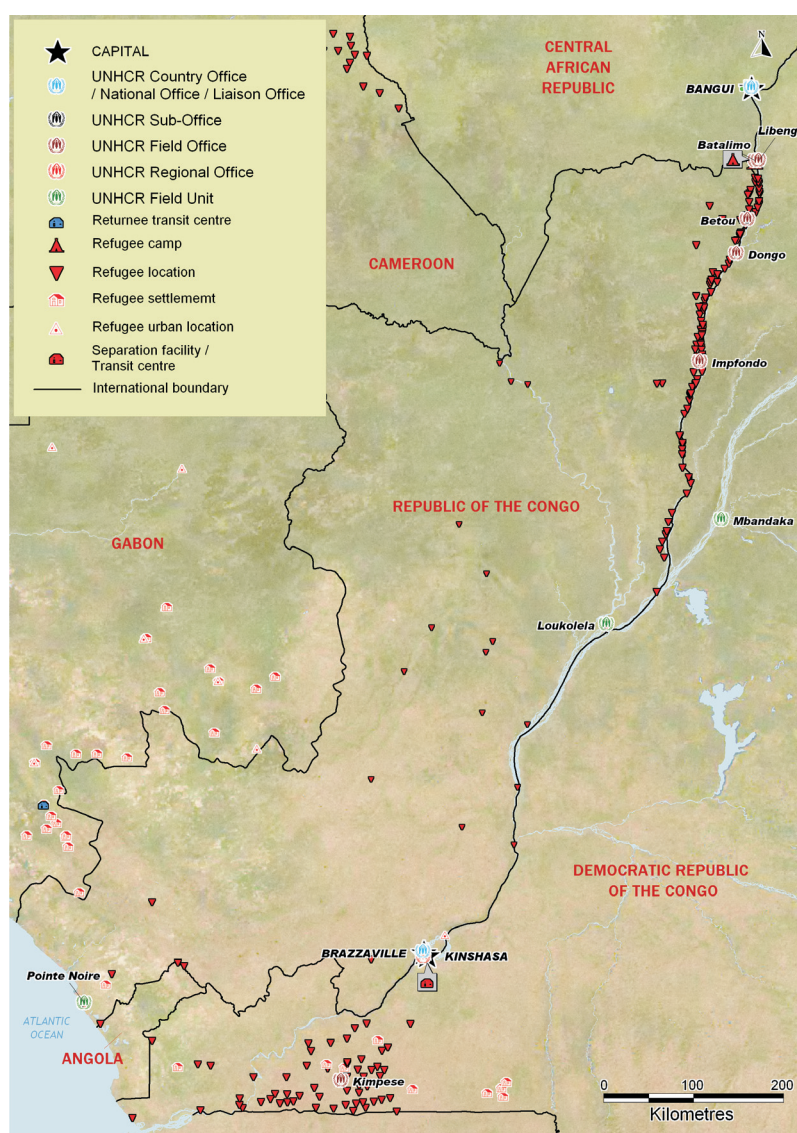 CAPITAL
UNHCR Country Office
/ National Office / Liaison Office
UNHCR Sub-Office
UNHCR Field Office
UNHCR Regional Office
UNHCR Field Unit
Returnee transit centre
Refugee camp
Refugee location
Refugee settlememt
Refugee urban location
Separation facility /
Transit centre
International boundary
N
CENTRAL
AFRICAN
REPUBLIC
BANGUI
Libeng
Batalimo
Betou
CAMEROON
Dongo
Impfondo
REPUBLIC OF THE CONGO
Mbandaka
GABON
Loukolela
DEMOCRATIC REPUBLIC
OF THE CONGO
BRAZZAVILLE
KINSHASA
Pointe Noire
ATLANTIC
OCEAN
ANGOLA
Kimpese
0 100 200
Kilometres